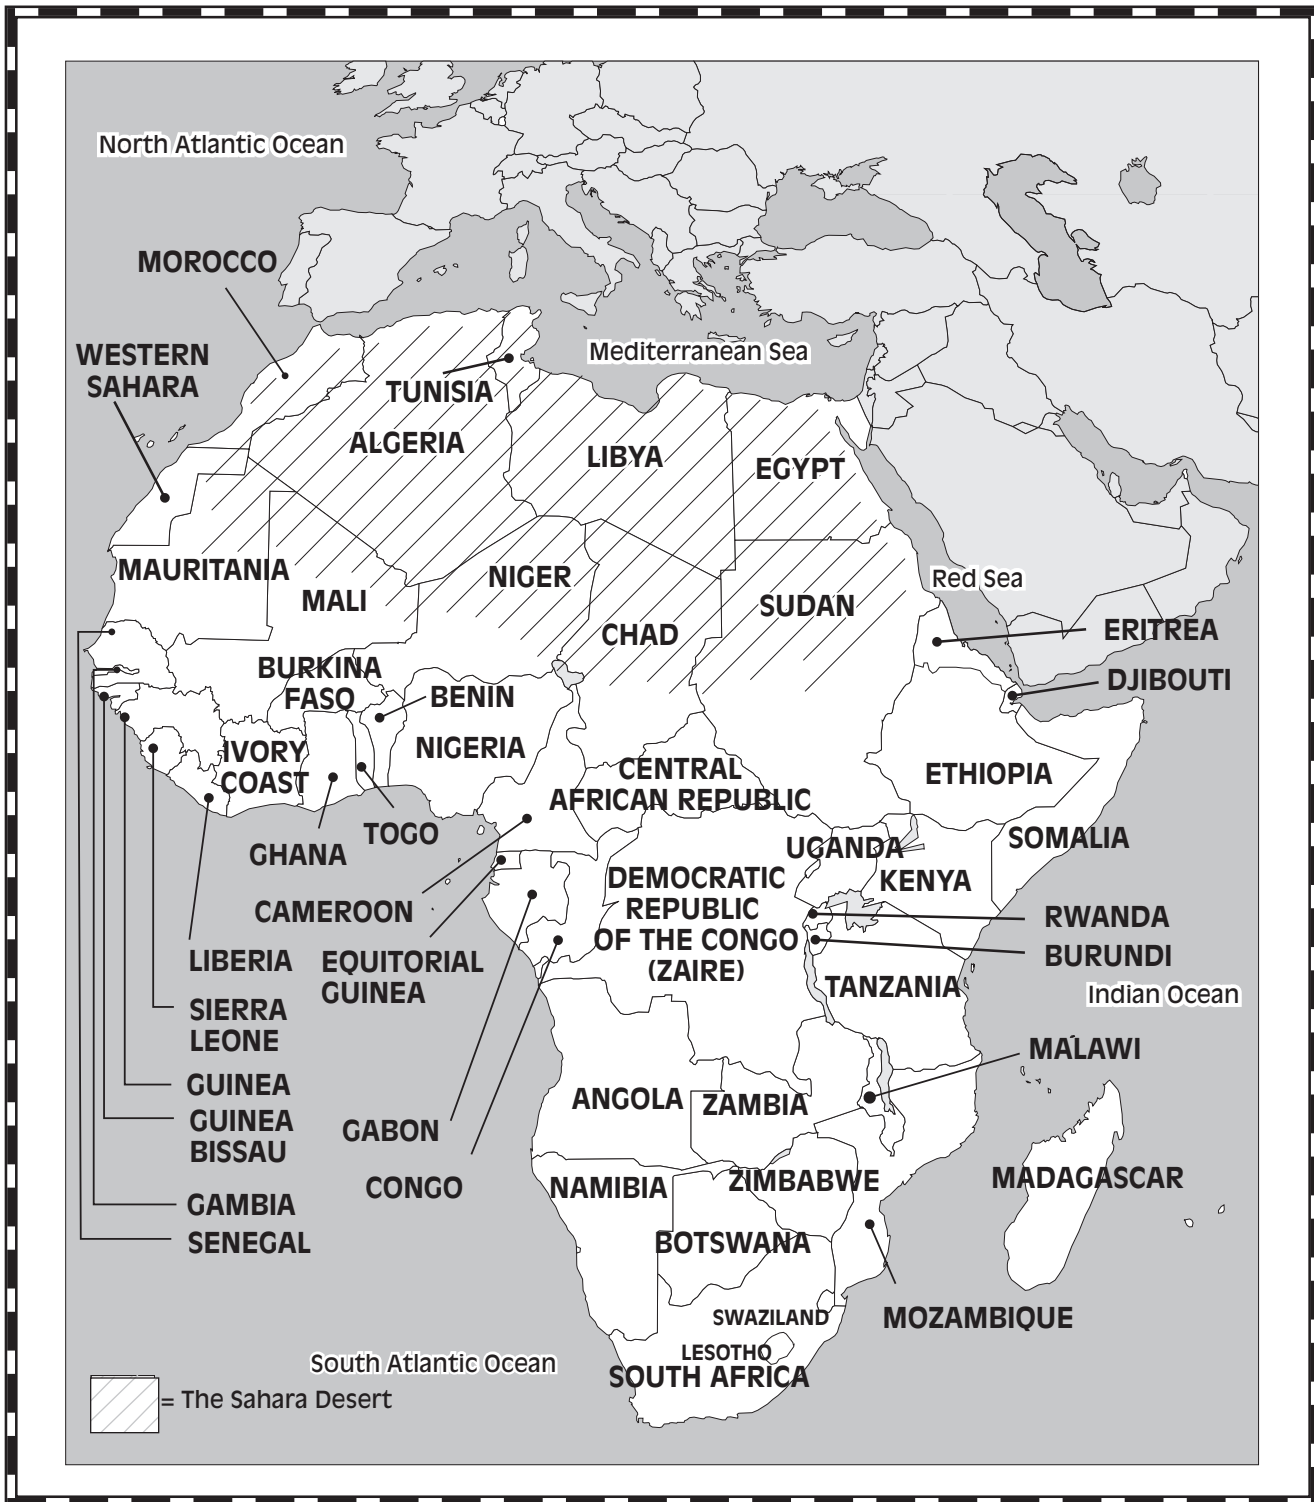 North Atlantic Ocean
MOROCCO
WESTERN
SAHARA
Mediterranean Sea
TUNISIA
ALGERIA
LIBYA
EGYPT
MAURITANIA
MALI
NIGER
CHAD
SUDAN
Red Sea
ERITREA
DJIBOUTI
BURKINA
FASO
BENIN
NIGERIA
IVORY
COAST
CENTRAL
AFRICAN REPUBLIC
ETHIOPIA
SOMALIA
GHANA
TOGO
UGANDA
KENYA
CAMEROON
DEMOCRATIC
REPUBLIC
OF THE CONGO
(ZAIRE)
RWANDA
BURUNDI
LIBERIA
EQUITORIAL
GUINEA
TANZANIA
Indian Ocean
SIERRA
LEONE
MALAWI
GUINEA
ANGOLA
ZAMBIA
GUINEA
BISSAU
GABON
CONGO
NAMIBIA
ZIMBABWE
MADAGASCAR
GAMBIA
SENEGAL
BOTSWANA
SWAZILAND
MOZAMBIQUE
LESOTHO
SOUTH AFRICA
South Atlantic Ocean
= The Sahara Desert